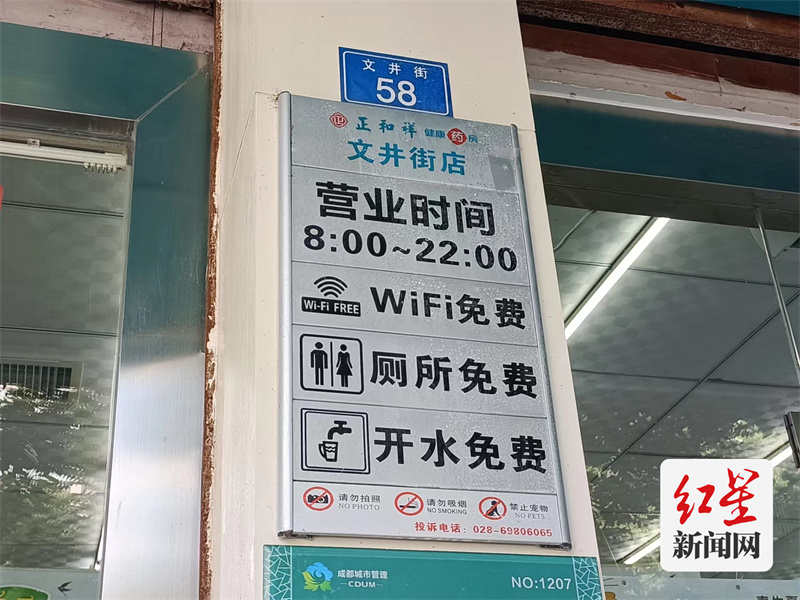 文井街
58
正和祥 健康药房
文井街店
营业时间
8:00~22:00
Wi-Fi FREE WiFi免费
厕所免费
开水免费
请勿拍照 请勿吸烟 禁止宠物
NO PHOTO NO SMOKING NO PETS
投诉电话：028-69806065
成都城市管理
CDUM
NO:1207
红星
新闻网